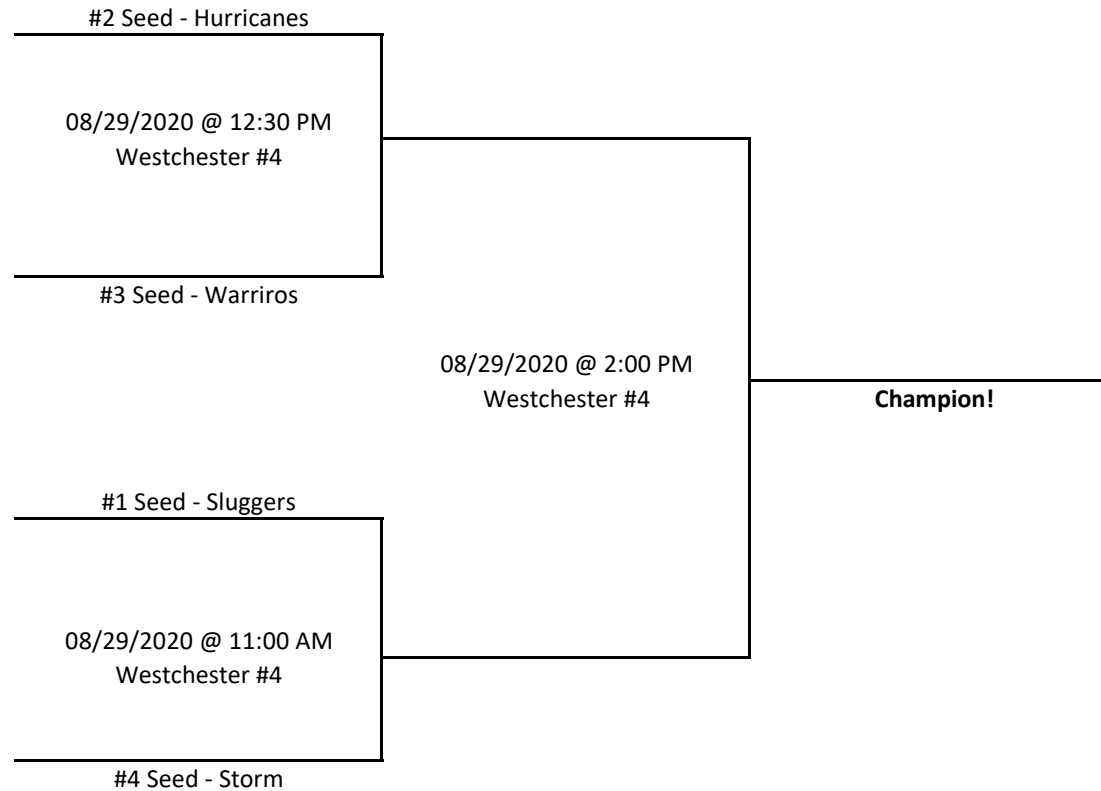 #2 Seed - Hurricanes
08/29/2020 @ 12:30 PM
Westchester #4
#3 Seed - Warriros
08/29/2020 @ 2:00 PM
Westchester #4
Champion!
#1 Seed - Sluggers
08/29/2020 @ 11:00 AM
Westchester #4
#4 Seed - Storm